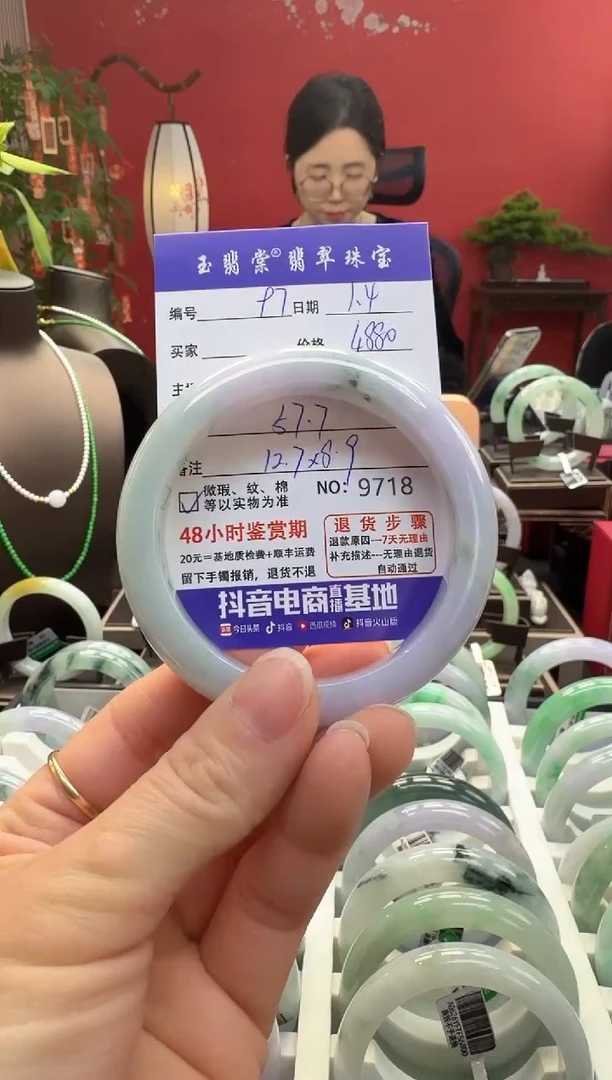 玉翡棠®翡翠珠宝
编号 97 日期 1.4
买家 价格 4880
57.7
备注 12.7x8.9
微瑕、纹、棉
等以实物为准
NO: 9718
48小时鉴赏期
20元=基地质检费+顺丰运费
留下手镯报销，退货不退
退货步骤
退款原因---7天无理由
补充描述---无理由退货
自动通过
抖音电商直播基地
今日头条 抖音 西瓜视频 抖音火山版